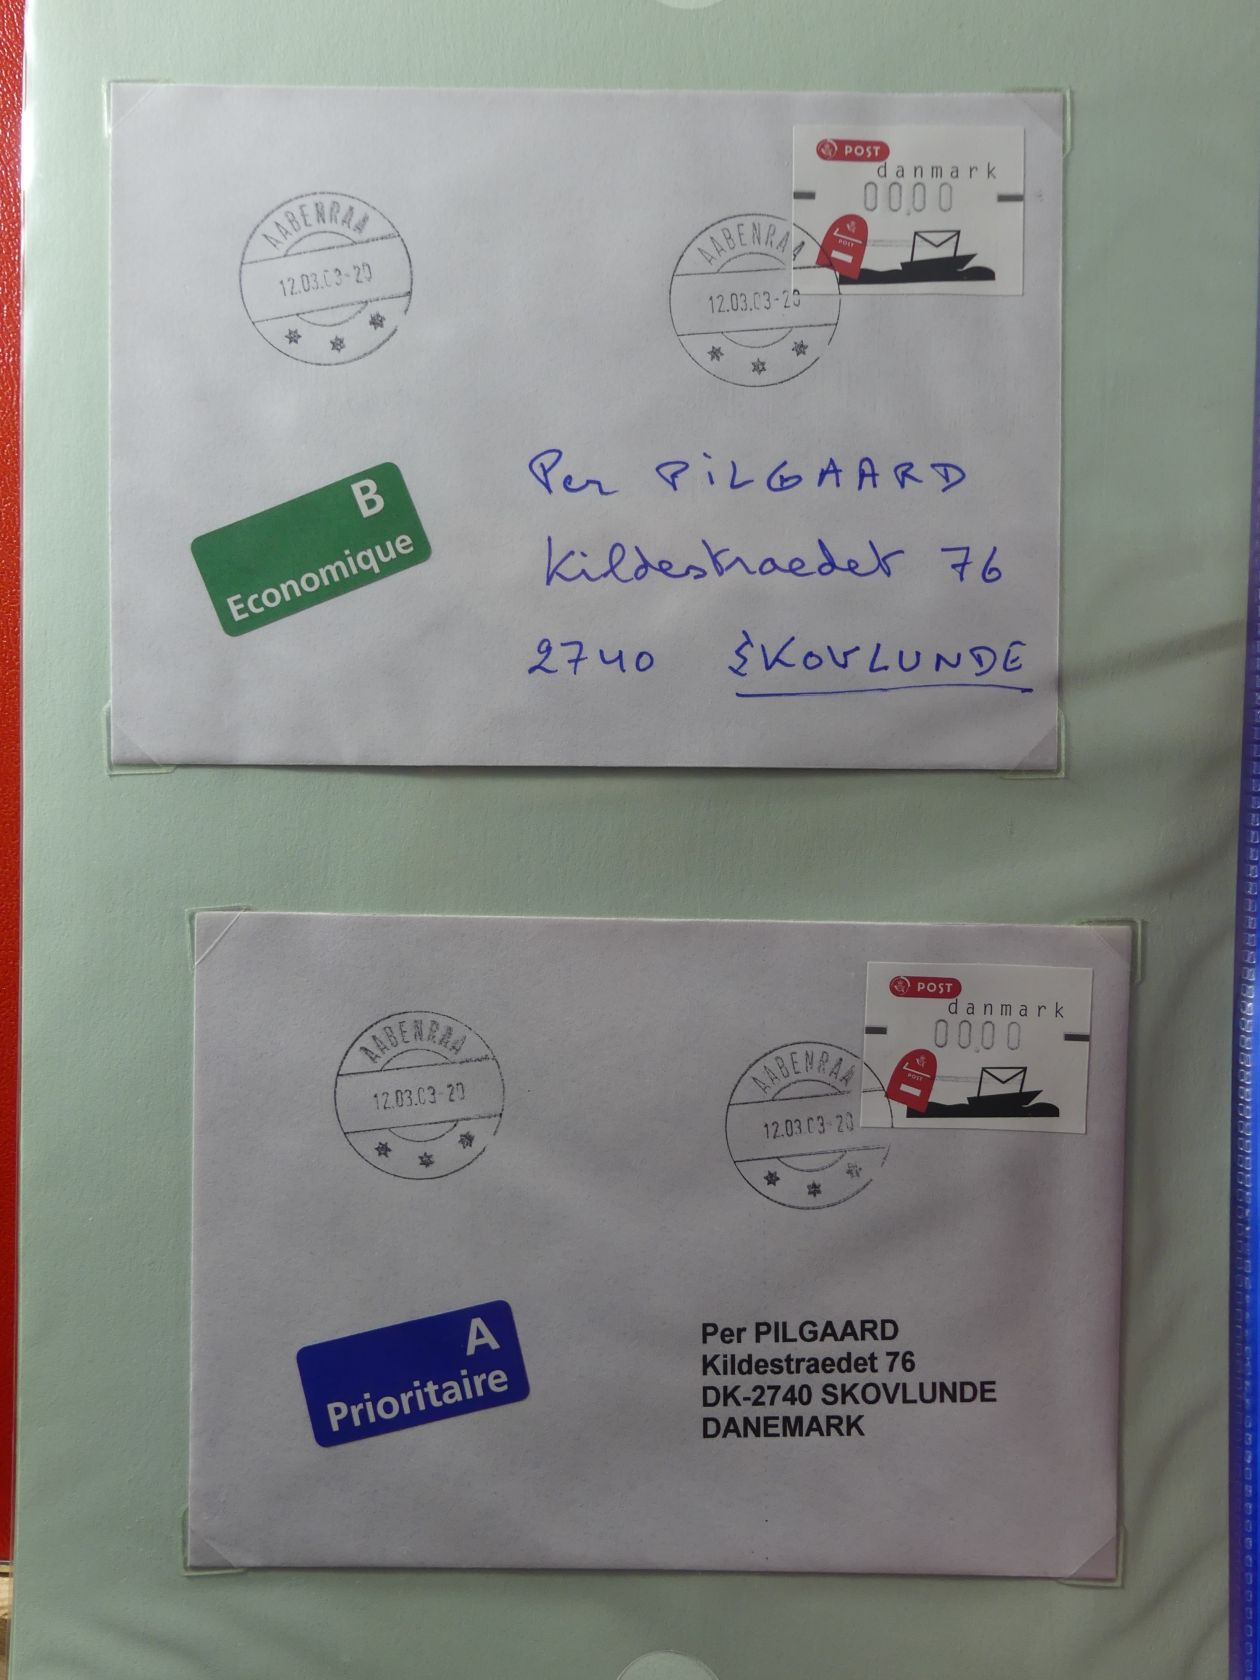 POST
danmark
00.00
POST
AABENRAA
12.03.03-20
AABENRAA
12.03.03-20
B
Economique
Per PILGAARD
Kildestraedet 76
2740 SKOVLUNDE
POST
danmark
00.00
POST
AABENRAA
12.03.03-20
AABENRAA
12.03.03-20
A
Prioritaire
Per PILGAARD
Kildestraedet 76
DK-2740 SKOVLUNDE
DANEMARK